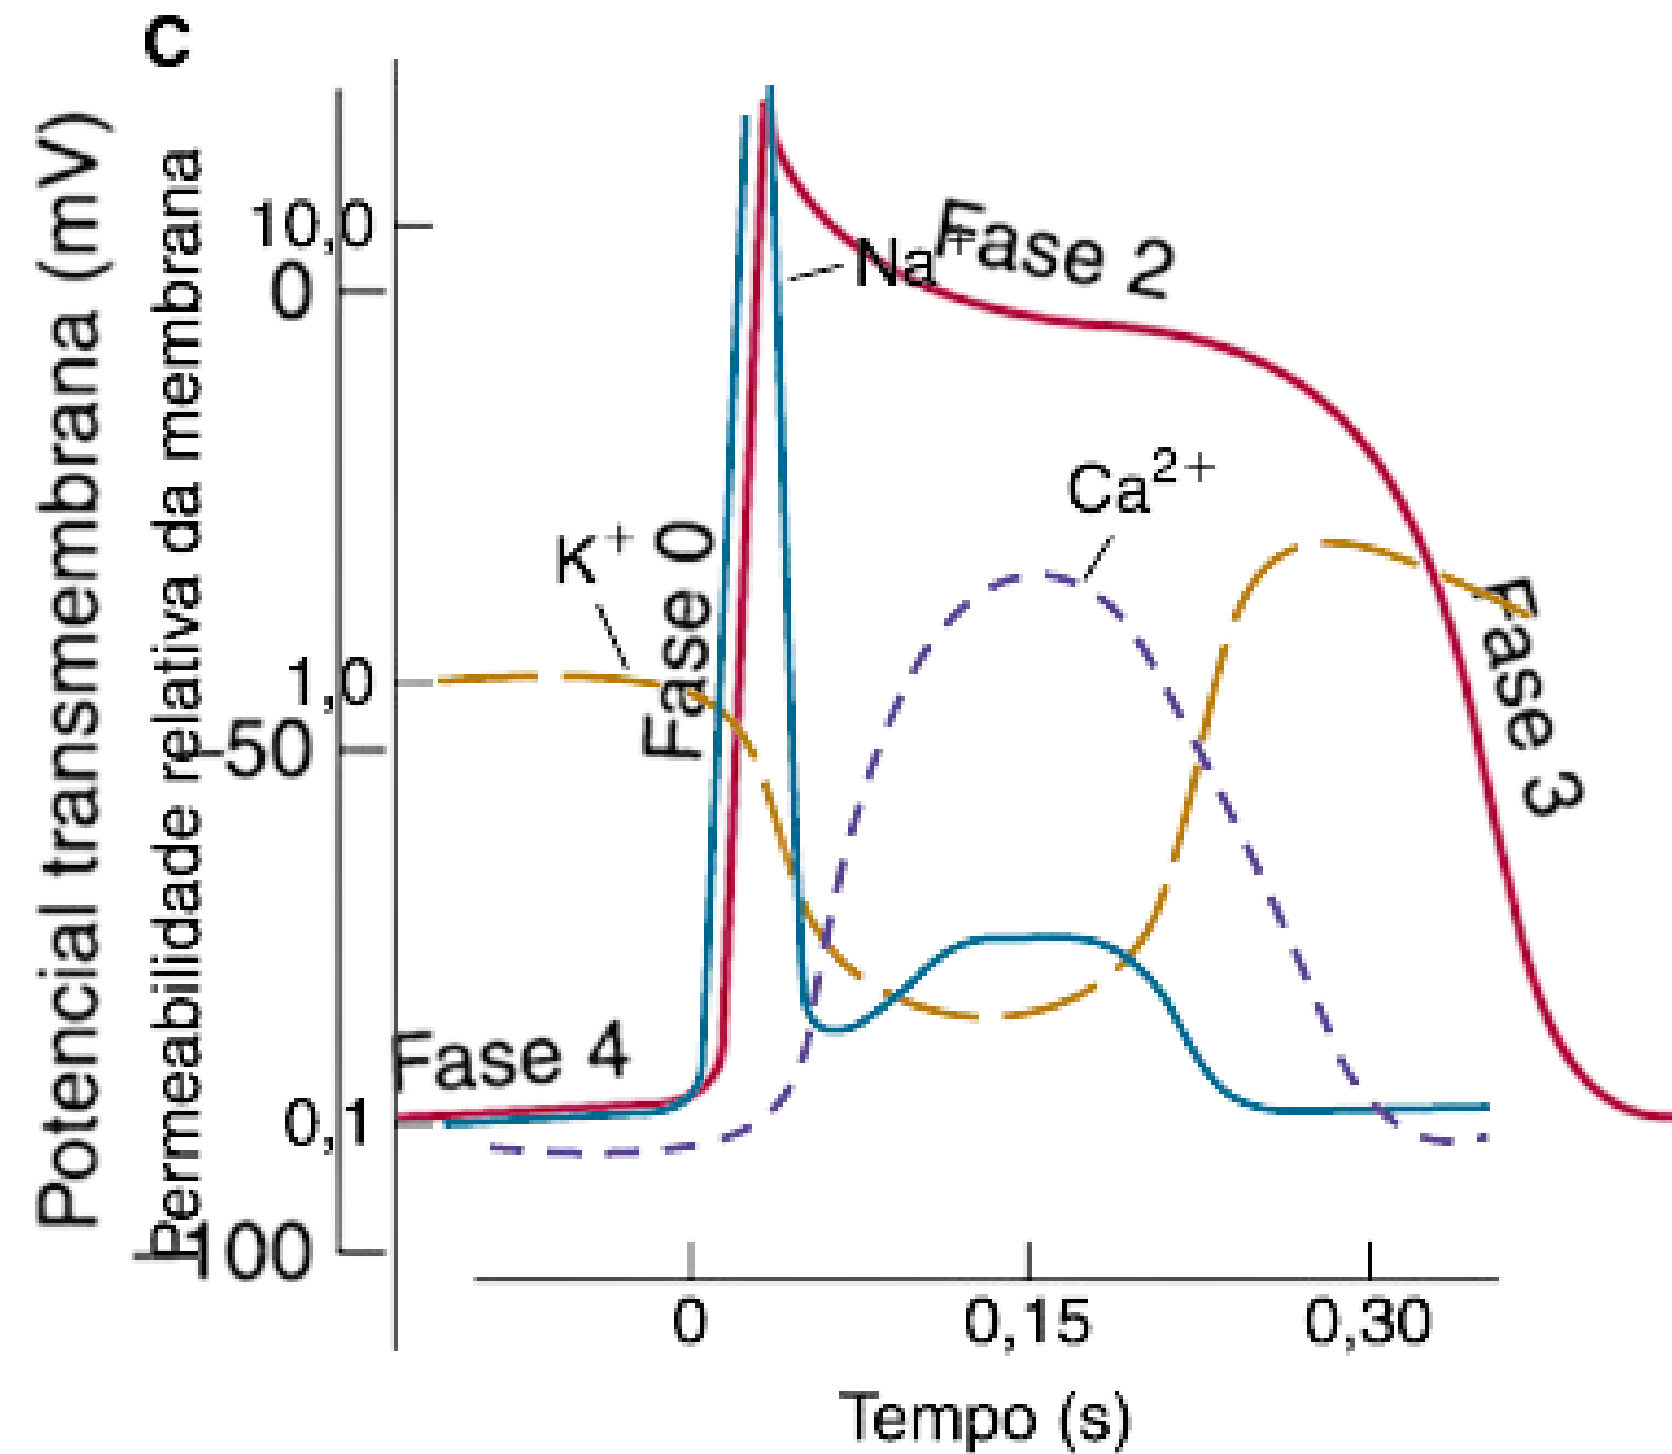 C
Potencial transmembrana (mV)
Permeabilidade relativa da membrana
10,0
0
1,0
-50
0,1
-100
Na+
Fase 2
Ca2+
K+
Fase 0
Fase 3
Fase 4
0
0,15
0,30
Tempo (s)